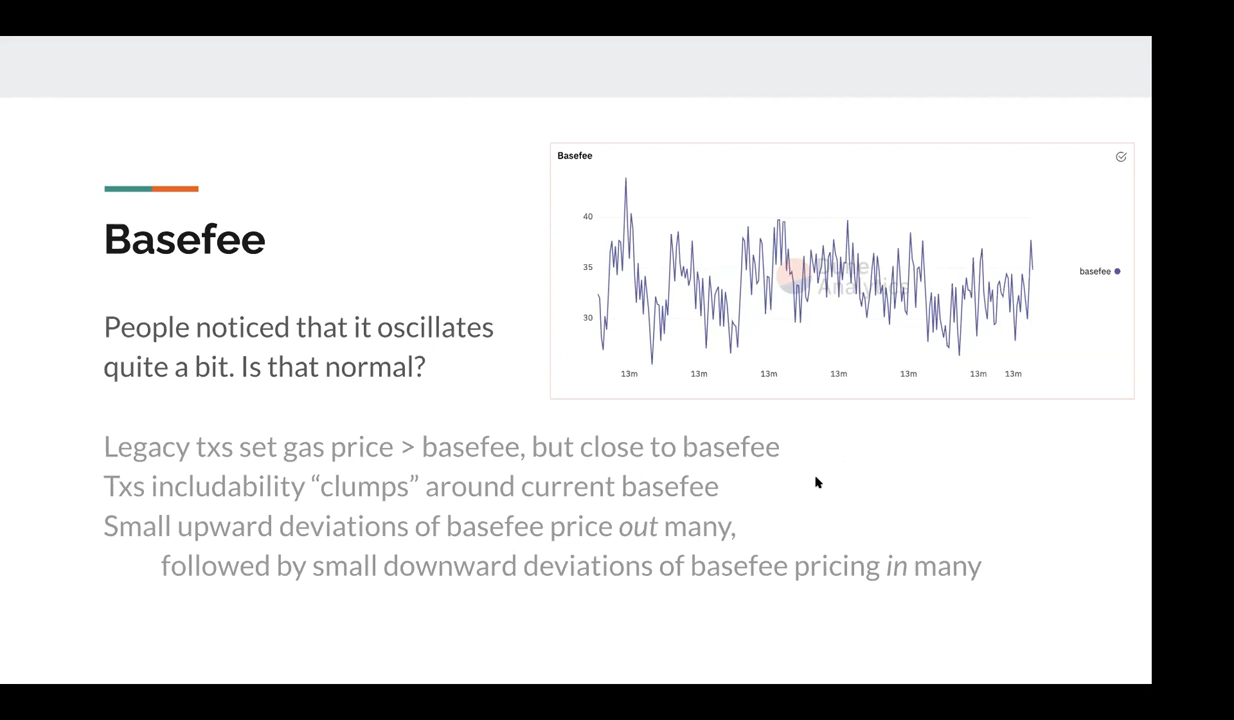 Basefee
People noticed that it oscillates
quite a bit. Is that normal?
Basefee
40
35
30
13m 13m 13m 13m 13m 13m 13m
basefee
Dune
Analytics
Legacy txs set gas price > basefee, but close to basefee
Txs includability “clumps” around current basefee
Small upward deviations of basefee price out many,
followed by small downward deviations of basefee pricing in many